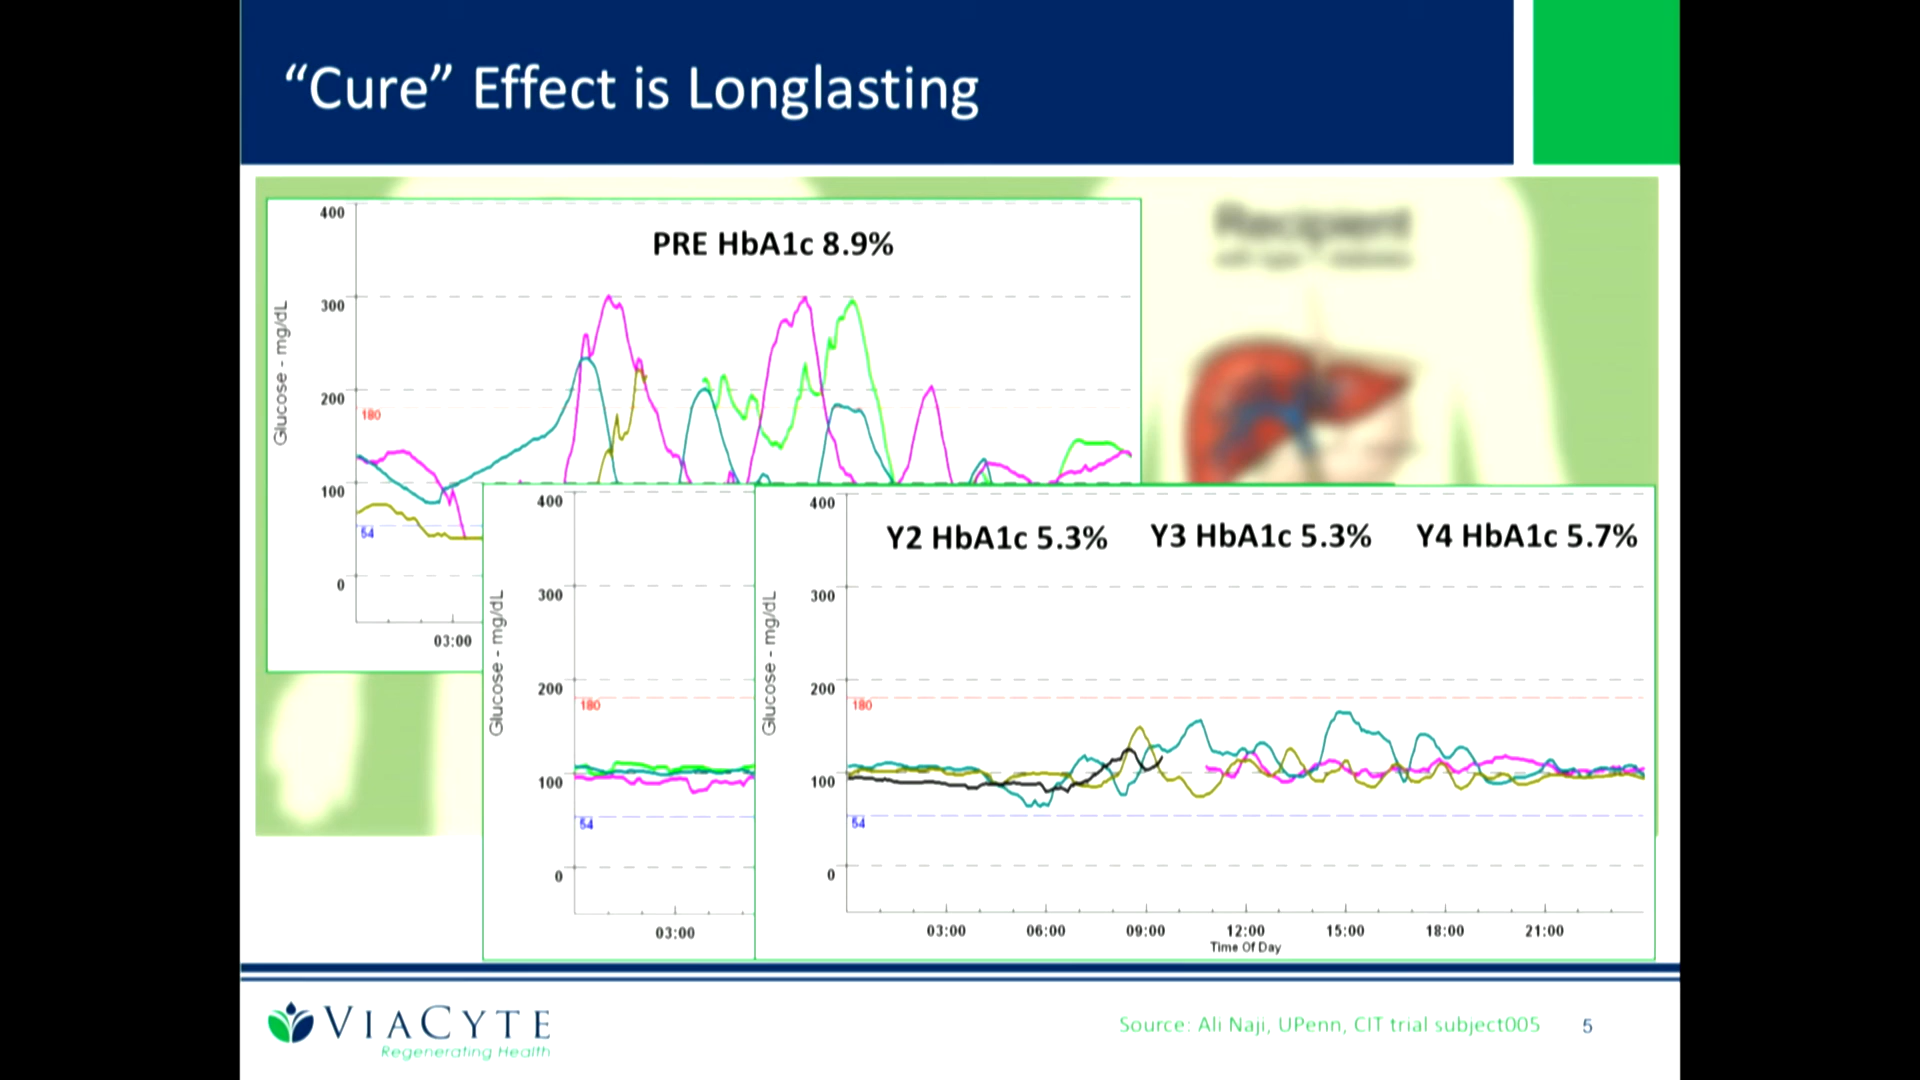 “Cure” Effect is Longlasting
PRE HbA1c 8.9%
Glucose - mg/dL
400
300
200
180
100
54
0
03:00
Recipient
Glucose - mg/dL
400
300
200
180
100
54
0
03:00
Y2 HbA1c 5.3% Y3 HbA1c 5.3% Y4 HbA1c 5.7%
Glucose - mg/dL
400
300
200
180
100
54
0
03:00 06:00 09:00 12:00 15:00 18:00 21:00
Time Of Day
VIACYTE
Regenerating Health
Source: Ali Naji, UPenn, CIT trial subject005
5